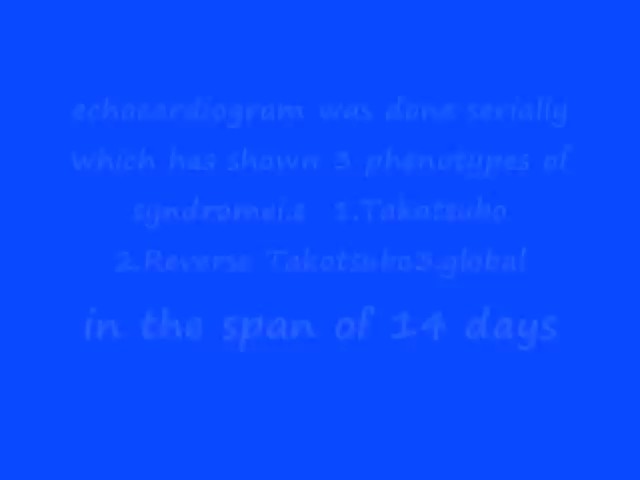 echocardiogram was done serially
which has shown 3 phenotypes of
syndromei.e 1.Takotsubo
2.Reverse Takotsubo3.global
in the span of 14 days